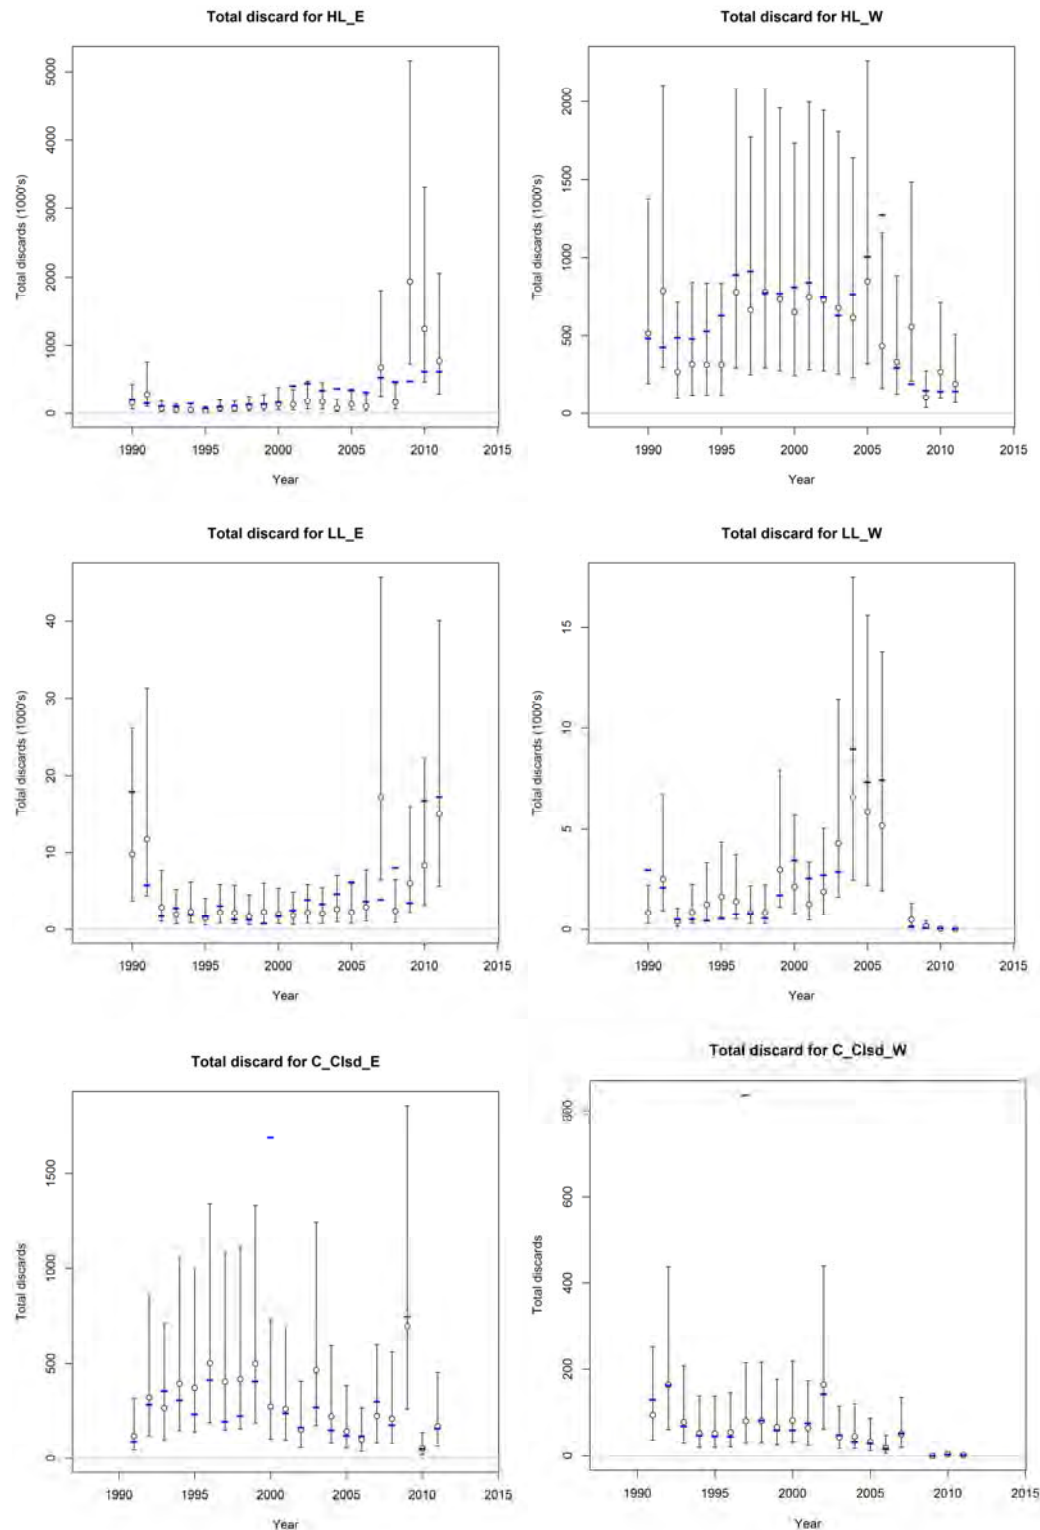 Total discard for HL_E
Total discards (1000's)
5000
4000
3000
2000
1000
0
1990 1995 2000 2005 2010 2015
Year
Total discard for HL_W
Total discards (1000's)
2000
1500
1000
500
0
1990 1995 2000 2005 2010 2015
Year
Total discard for LL_E
Total discards (1000's)
40
30
20
10
0
1990 1995 2000 2005 2010 2015
Year
Total discard for LL_W
Total discards (1000's)
15
10
5
0
1990 1995 2000 2005 2010 2015
Year
Total discard for C_Clsd_E
Total discards
1500
1000
500
0
1990 1995 2000 2005 2010 2015
Year
Total discard for C_Clsd_W
Total discards
800
600
400
200
0
1990 1995 2000 2005 2010 2015
Year